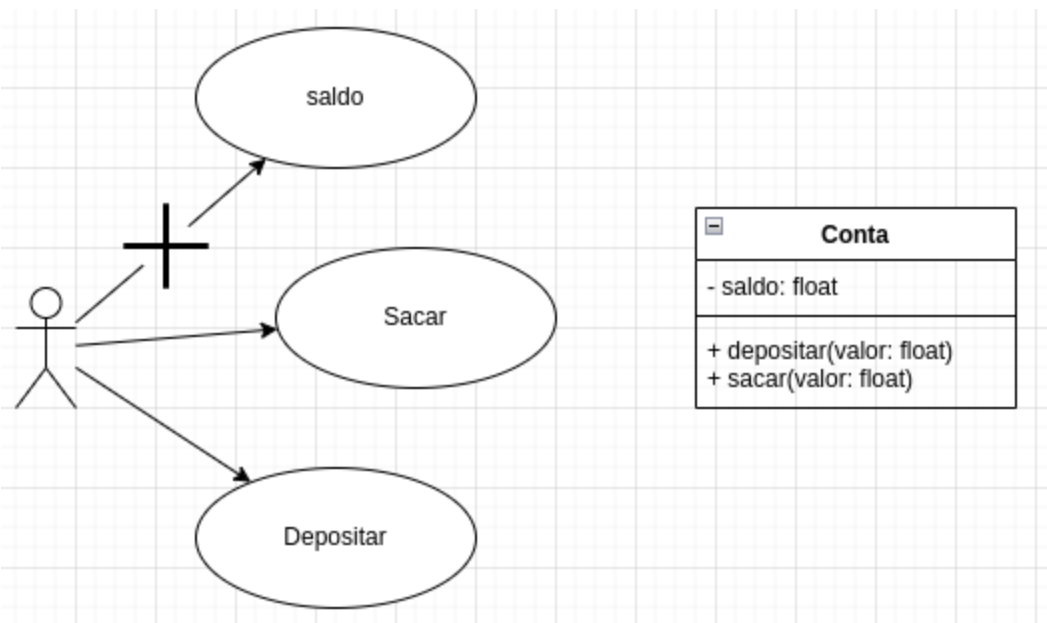 saldo
Sacar
Depositar
Conta
- saldo: float
+ depositar(valor: float)
+ sacar(valor: float)